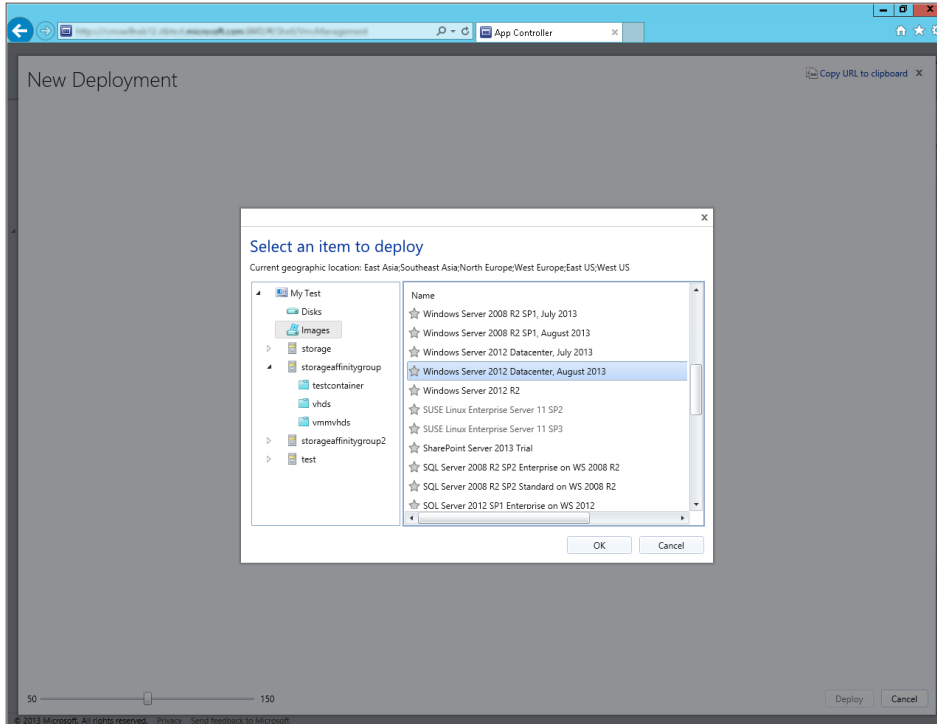 App Controller
New Deployment
Copy URL to clipboard X
Select an item to deploy
Current geographic location: East Asia;Southeast Asia;North Europe;West Europe;East US;West US
My Test
Disks
Images
storage
storageaffinitygroup
testcontainer
vhds
vmmvhds
storageaffinitygroup2
test
Name
Windows Server 2008 R2 SP1, July 2013
Windows Server 2008 R2 SP1, August 2013
Windows Server 2012 Datacenter, July 2013
Windows Server 2012 Datacenter, August 2013
Windows Server 2012 R2
SUSE Linux Enterprise Server 11 SP2
SUSE Linux Enterprise Server 11 SP3
SharePoint Server 2013 Trial
SQL Server 2008 R2 SP2 Enterprise on WS 2008 R2
SQL Server 2008 R2 SP2 Standard on WS 2008 R2
SQL Server 2012 SP1 Enterprise on WS 2012
OK Cancel
50 150
Deploy Cancel
© 2013 Microsoft. All rights reserved. Privacy Send feedback to Microsoft